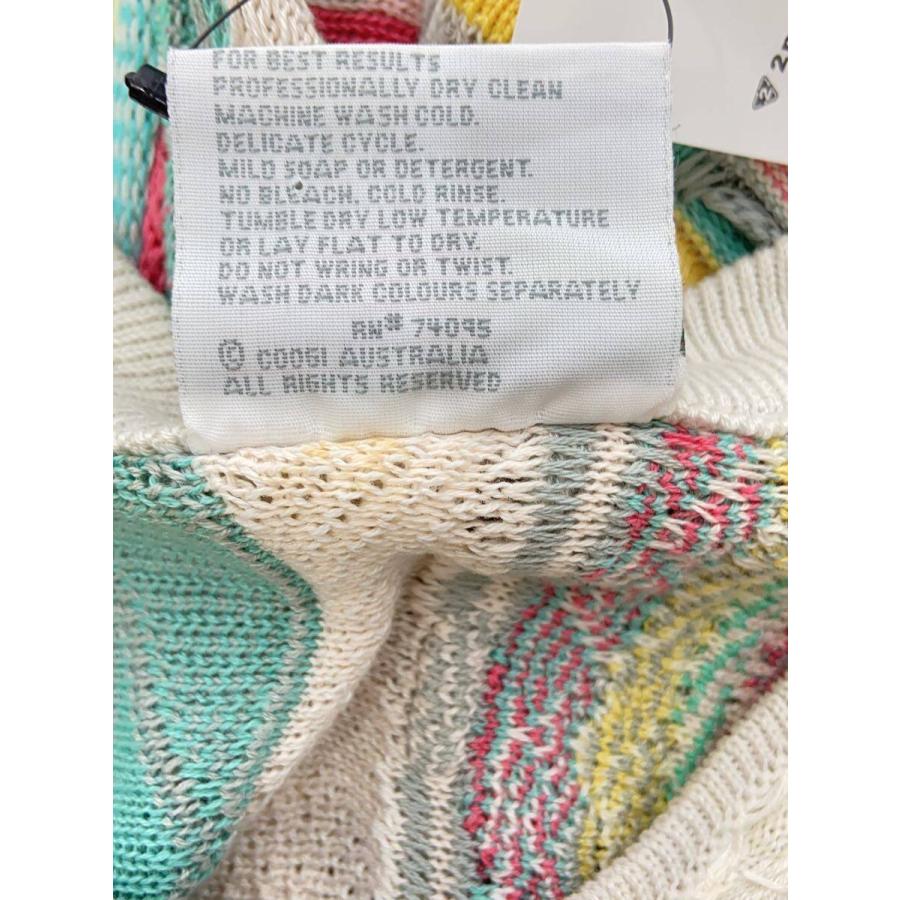 FOR BEST RESULTS
PROFESSIONALLY DRY CLEAN
MACHINE WASH COLD.
DELICATE CYCLE.
MILD SOAP OR DETERGENT.
NO BLEACH, COLD RINSE.
TUMBLE DRY LOW TEMPERATURE
OR LAY FLAT TO DRY.
DO NOT WRING OR TWIST.
WASH DARK COLOURS SEPARATELY
RN# 74095
© COOGI AUSTRALIA
ALL RIGHTS RESERVED